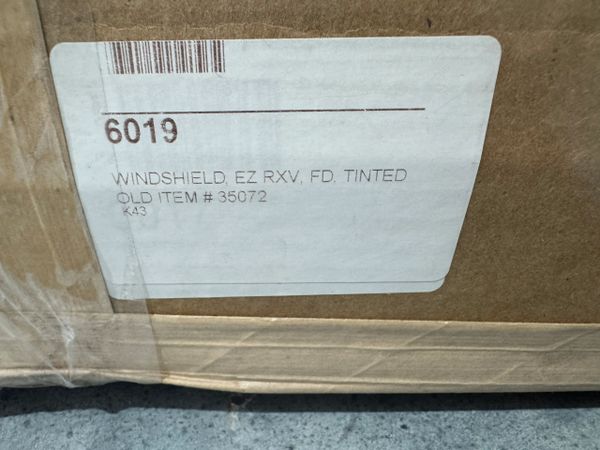 6019
WINDSHIELD, EZ RXV, FD, TINTED
OLD ITEM # 35072
K43